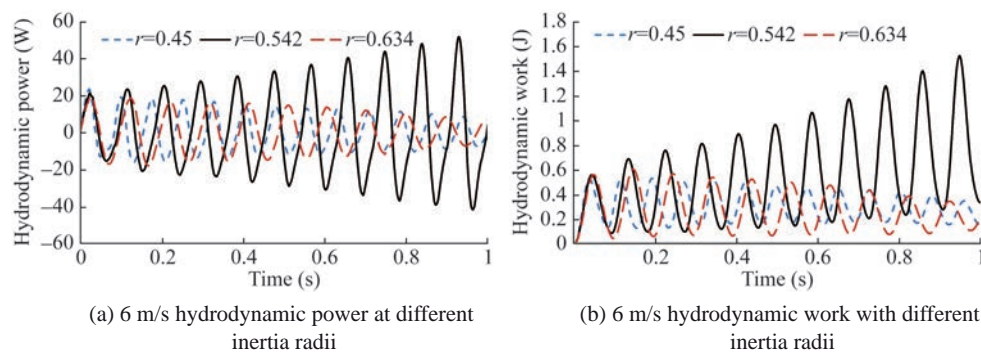 Hydrodynamic power (W)
60
40
20
0
–20
–40
–60
r=0.45 r=0.542 r=0.634
0 0.2 0.4 0.6 0.8 1
Time (s)
(a) 6 m/s hydrodynamic power at different
inertia radii
Hydrodynamic work (J)
1.8
1.6
1.4
1.2
1
0.8
0.6
0.4
0.2
0
r=0.45 r=0.542 r=0.634
0.2 0.4 0.6 0.8 1
Time (s)
(b) 6 m/s hydrodynamic work with different
inertia radii